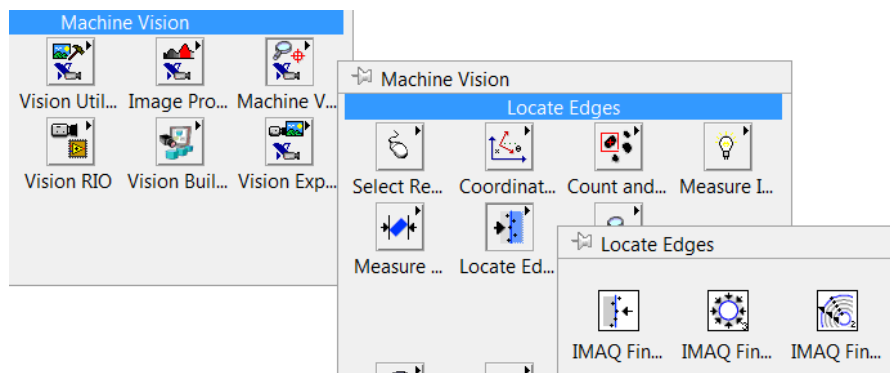 Machine Vision
Vision Util... Image Pro... Machine V...
Vision RIO Vision Buil... Vision Exp...
Machine Vision
Locate Edges
Select Re... Coordinat... Count and... Measure I...
Measure ... Locate Ed...
Locate Edges
IMAQ Fin... IMAQ Fin... IMAQ Fin...